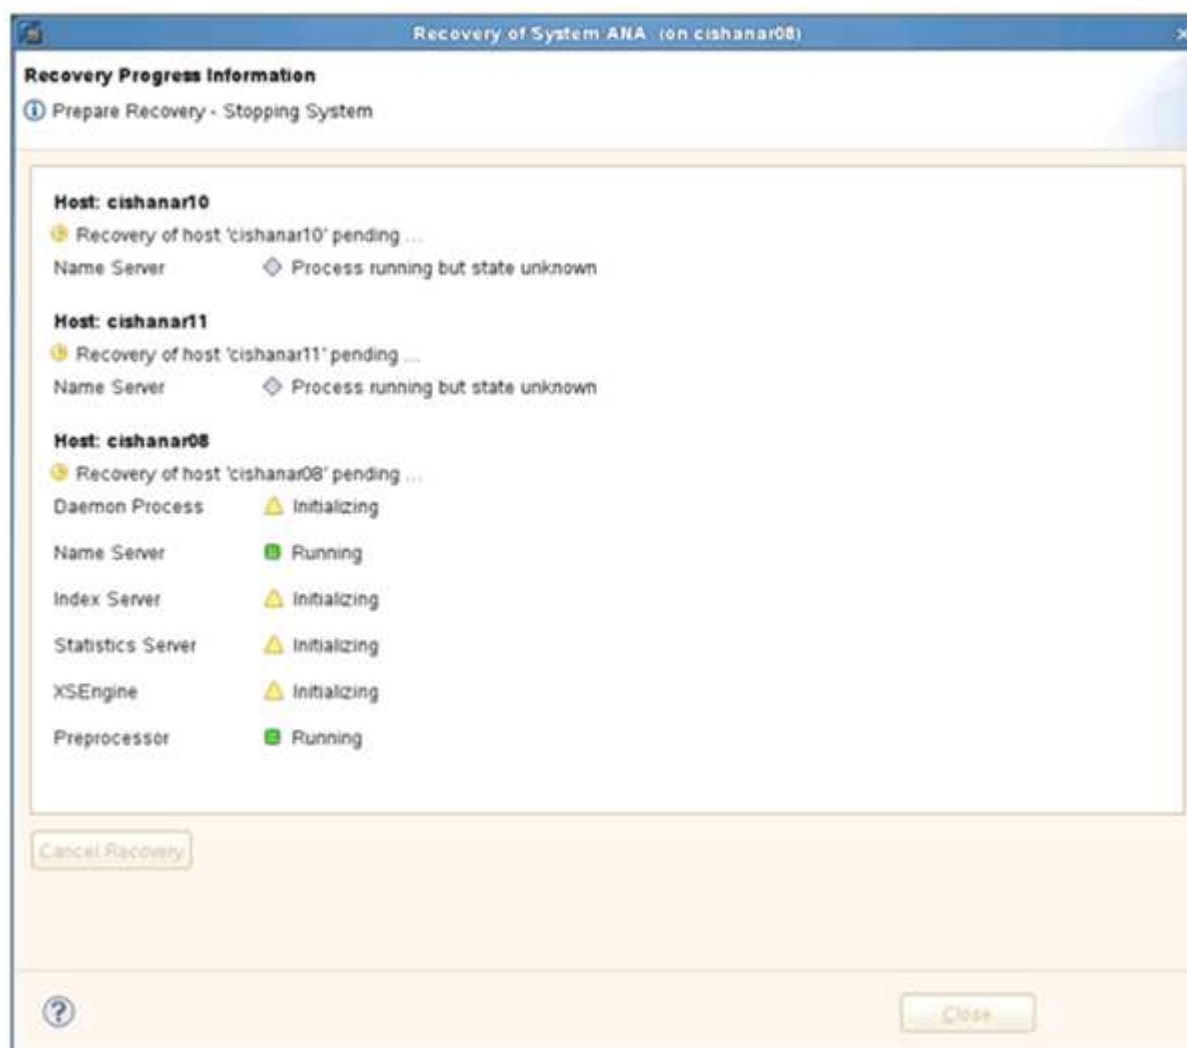 Recovery of System ANA (on cishanar08)
Recovery Progress Information
Prepare Recovery - Stopping System
Host: cishanar10
Recovery of host 'cishanar10' pending ...
Name Server Process running but state unknown
Host: cishanar11
Recovery of host 'cishanar11' pending ...
Name Server Process running but state unknown
Host: cishanar08
Recovery of host 'cishanar08' pending ...
Daemon Process Initializing
Name Server Running
Index Server Initializing
Statistics Server Initializing
XSEngine Initializing
Preprocessor Running
Cancel Recovery
? Close